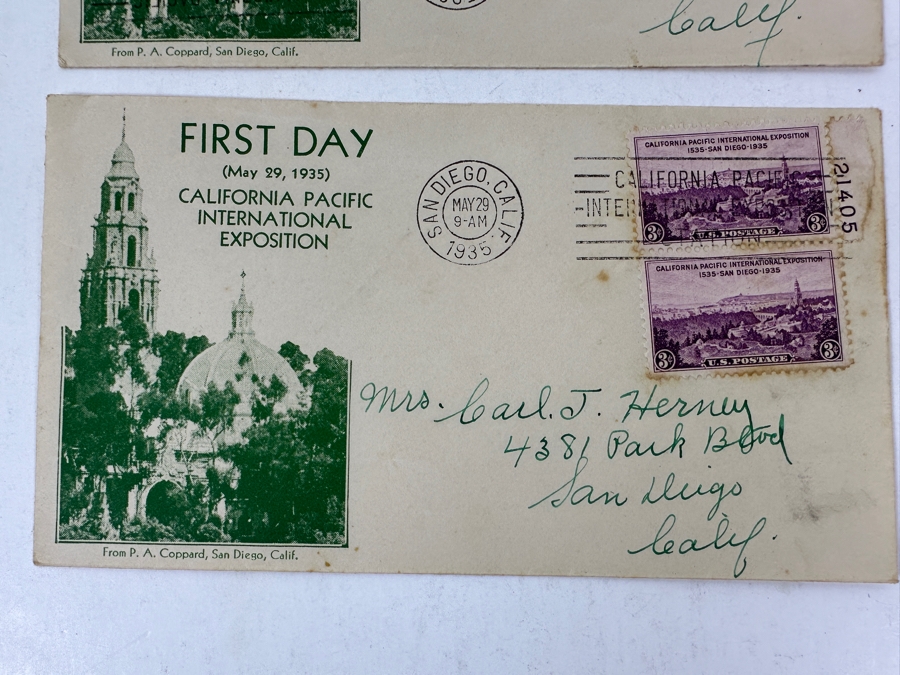 Calif.
From P. A. Coppard, San Diego, Calif.
FIRST DAY
(May 29, 1935)
CALIFORNIA PACIFIC
INTERNATIONAL
EXPOSITION
SAN DIEGO, CALIF.
MAY 29
9-AM
1935
CALIFORNIA PACIFIC INTERNATIONAL EXPOSITION
1535-SAN DIEGO-1935
CALIFORNIA PACIFIC
3¢ U.S. POSTAGE 3¢
21405
CALIFORNIA PACIFIC INTERNATIONAL EXPOSITION
1535-SAN DIEGO-1935
3¢ U.S. POSTAGE 3¢
Mrs. Carl. J. Herney
4381 Park Blvd
San Diego
Calif.
From P. A. Coppard, San Diego, Calif.